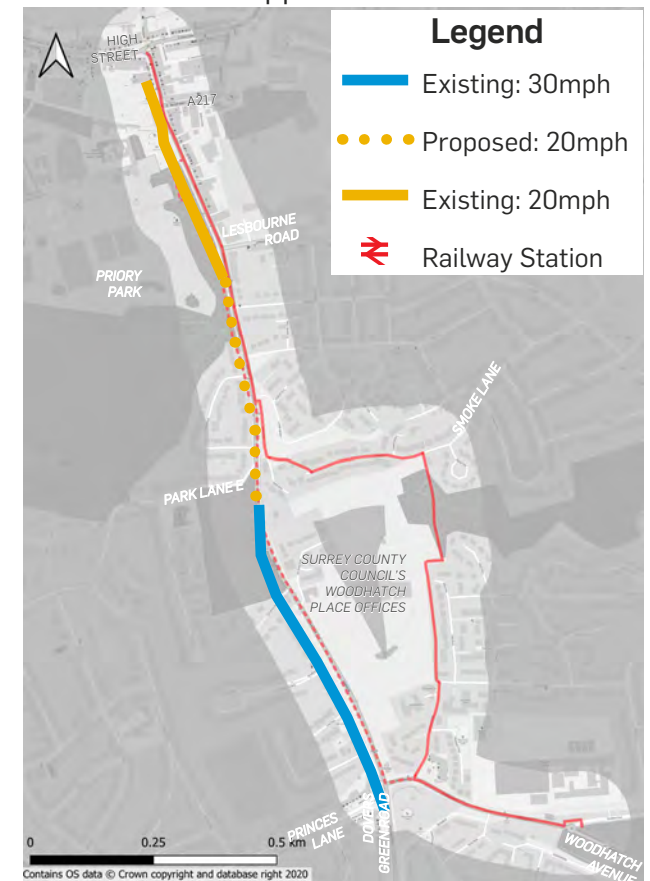 Legend
Existing: 30mph
Proposed: 20mph
Existing: 20mph
Railway Station
HIGH
STREET
A217
LESBOURNE
ROAD
PRIORY
PARK
SMOKE LANE
PARK LANE E
SURREY COUNTY
COUNCIL'S
WOODHATCH
PLACE OFFICES
PRINCES
LANE
DOVERS
GREEN ROAD
WOODHATCH
AVENUE
0 0.25 0.5 km
Contains OS data © Crown copyright and database right 2020